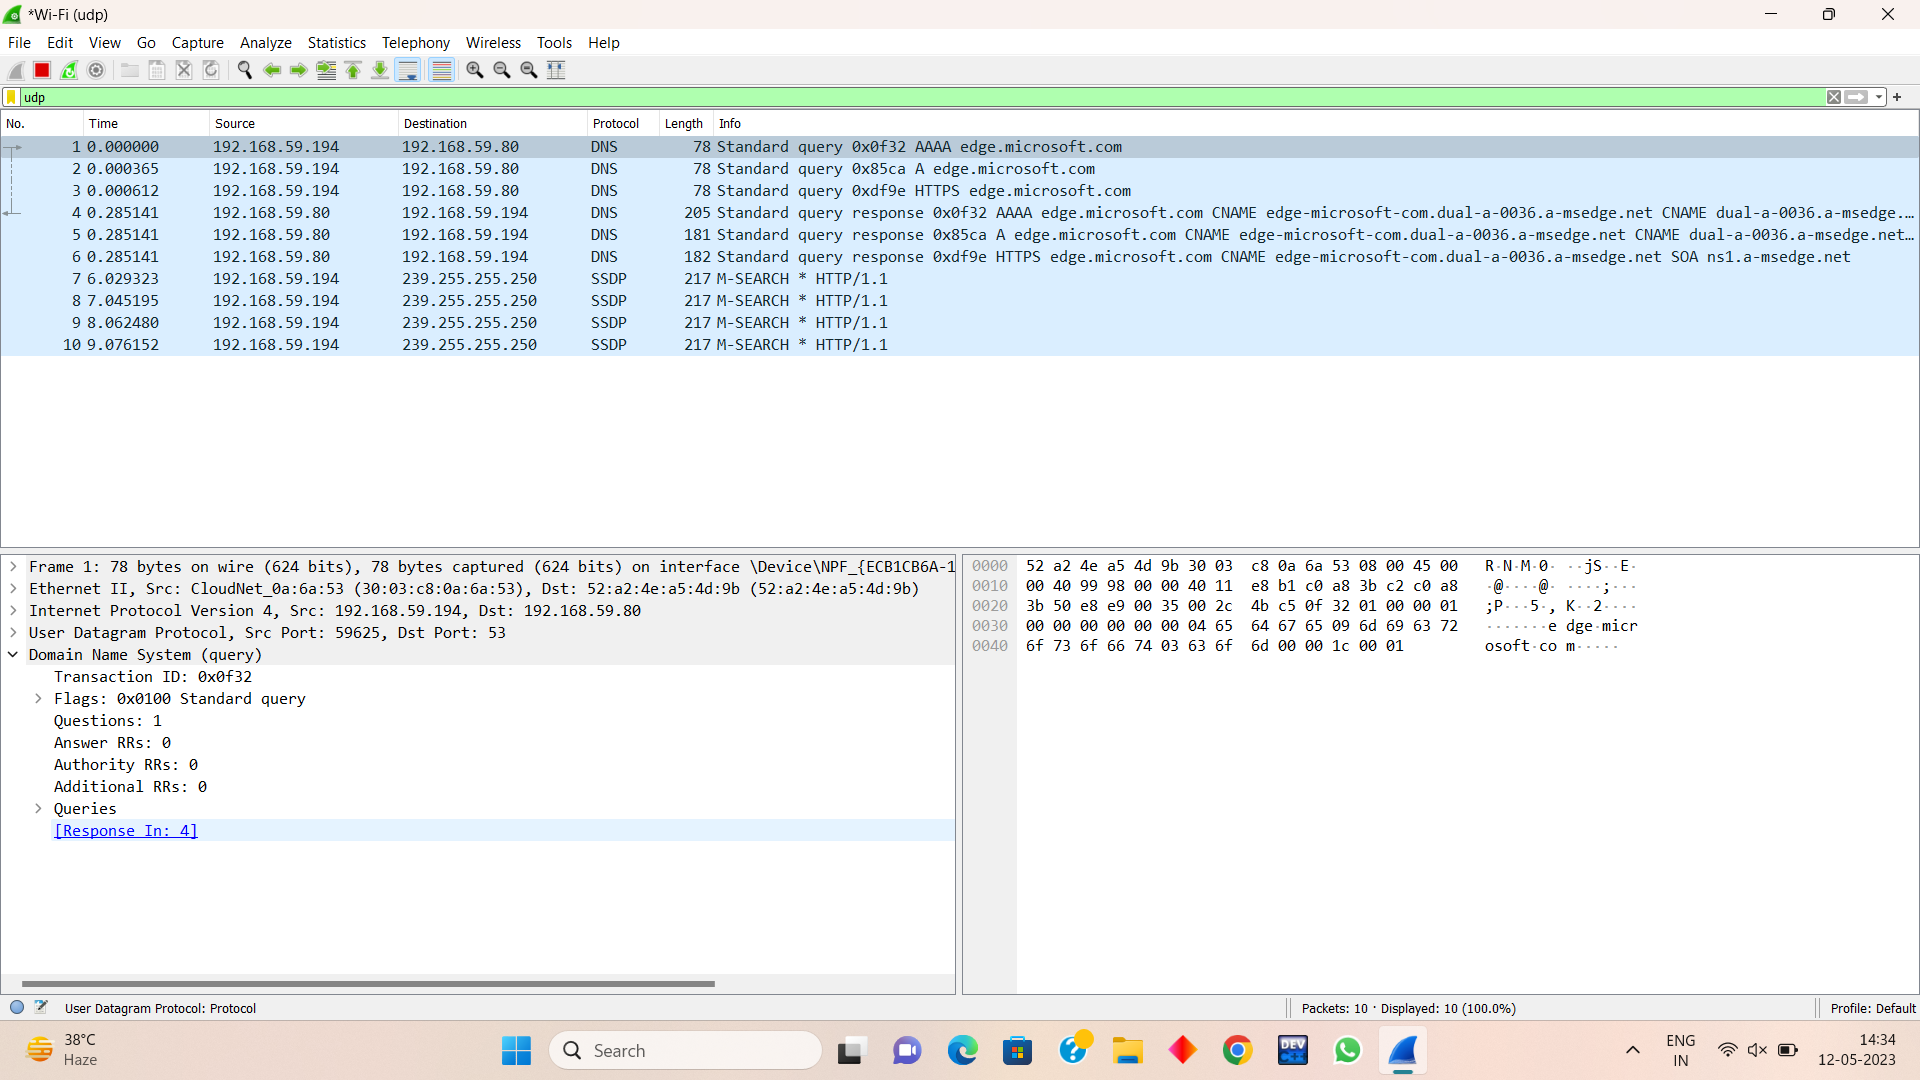 *Wi-Fi (udp)
File Edit View Go Capture Analyze Statistics Telephony Wireless Tools Help
udp
No. Time Source Destination Protocol Length Info
1 0.000000 192.168.59.194 192.168.59.80 DNS 78 Standard query 0x0f32 AAAA edge.microsoft.com
2 0.000365 192.168.59.194 192.168.59.80 DNS 78 Standard query 0x85ca A edge.microsoft.com
3 0.000612 192.168.59.194 192.168.59.80 DNS 78 Standard query 0xdf9e HTTPS edge.microsoft.com
4 0.285141 192.168.59.80 192.168.59.194 DNS 205 Standard query response 0x0f32 AAAA edge.microsoft.com CNAME edge-microsoft-com.dual-a-0036.a-msedge.net CNAME dual-a-0036.a-msedge.…
5 0.285141 192.168.59.80 192.168.59.194 DNS 181 Standard query response 0x85ca A edge.microsoft.com CNAME edge-microsoft-com.dual-a-0036.a-msedge.net CNAME dual-a-0036.a-msedge.net…
6 0.285141 192.168.59.80 192.168.59.194 DNS 182 Standard query response 0xdf9e HTTPS edge.microsoft.com CNAME edge-microsoft-com.dual-a-0036.a-msedge.net SOA ns1.a-msedge.net
7 6.029323 192.168.59.194 239.255.255.250 SSDP 217 M-SEARCH * HTTP/1.1
8 7.045195 192.168.59.194 239.255.255.250 SSDP 217 M-SEARCH * HTTP/1.1
9 8.062480 192.168.59.194 239.255.255.250 SSDP 217 M-SEARCH * HTTP/1.1
10 9.076152 192.168.59.194 239.255.255.250 SSDP 217 M-SEARCH * HTTP/1.1
Frame 1: 78 bytes on wire (624 bits), 78 bytes captured (624 bits) on interface \Device\NPF_{ECB1CB6A-1
Ethernet II, Src: CloudNet_0a:6a:53 (30:03:c8:0a:6a:53), Dst: 52:a2:4e:a5:4d:9b (52:a2:4e:a5:4d:9b)
Internet Protocol Version 4, Src: 192.168.59.194, Dst: 192.168.59.80
User Datagram Protocol, Src Port: 59625, Dst Port: 53
Domain Name System (query)
Transaction ID: 0x0f32
Flags: 0x0100 Standard query
Questions: 1
Answer RRs: 0
Authority RRs: 0
Additional RRs: 0
Queries
[Response In: 4]
0000 52 a2 4e a5 4d 9b 30 03 c8 0a 6a 53 08 00 45 00 R·N·M·0· ··jS··E·
0010 00 40 99 98 00 00 40 11 e8 b1 c0 a8 3b c2 c0 a8 ·@····@· ····;···
0020 3b 50 e8 e9 00 35 00 2c 4b c5 0f 32 01 00 00 01 ;P···5·, K··2····
0030 00 00 00 00 00 00 04 65 64 67 65 09 6d 69 63 72 ·······e dge·micr
0040 6f 73 6f 66 74 03 63 6f 6d 00 00 1c 00 01 osoft·co m·····
User Datagram Protocol: Protocol
Packets: 10 · Displayed: 10 (100.0%)
Profile: Default
38°C
Haze
Search
DEV
ENG
IN
14:34
12-05-2023